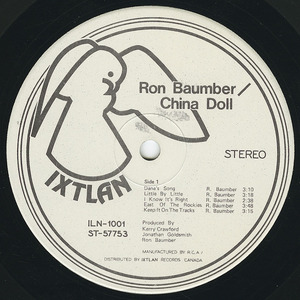 Ron Baumber/
China Doll
STEREO
IXTLAN
ILN-1001
ST-57753
Side 1
Dana's Song R. Baumber 3:10
Little By Little R. Baumber 3:18
I Know It's Right R. Baumber 2:38
East Of The Rockies R. Baumber 3:48
Keep It On The Tracks R. Baumber 3:15
Produced By
Kerry Crawford
Jonathan Goldsmith
Ron Baumber
MANUFACTURED BY M.C.A.I
DISTRIBUTED BY IXTLAN RECORDS, CANADA